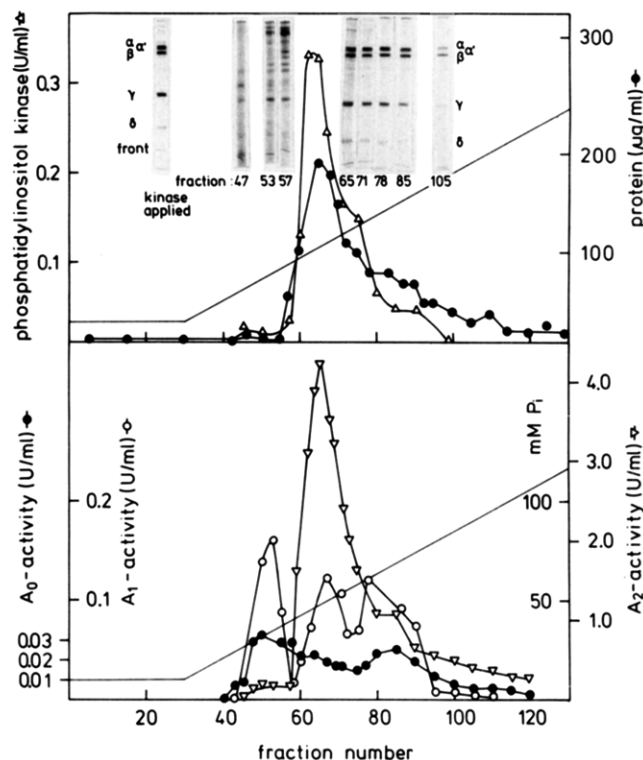 phosphatidylinositol kinase (U/ml)
0.3
0.2
0.1
α α'
β
γ
δ
front
kinase
applied
fraction : 47 53 57 65 71 78 85 105
α α'
β
γ
δ
300
200
100
protein (µg/ml)
A₀-activity (U/ml)
0.03
0.02
0.01
A₁-activity (U/ml)
0.2
0.1
mM Pi
100
50
4.0
3.0
2.0
1.0
A₂-activity (U/ml)
20 40 60 80 100 120
fraction number